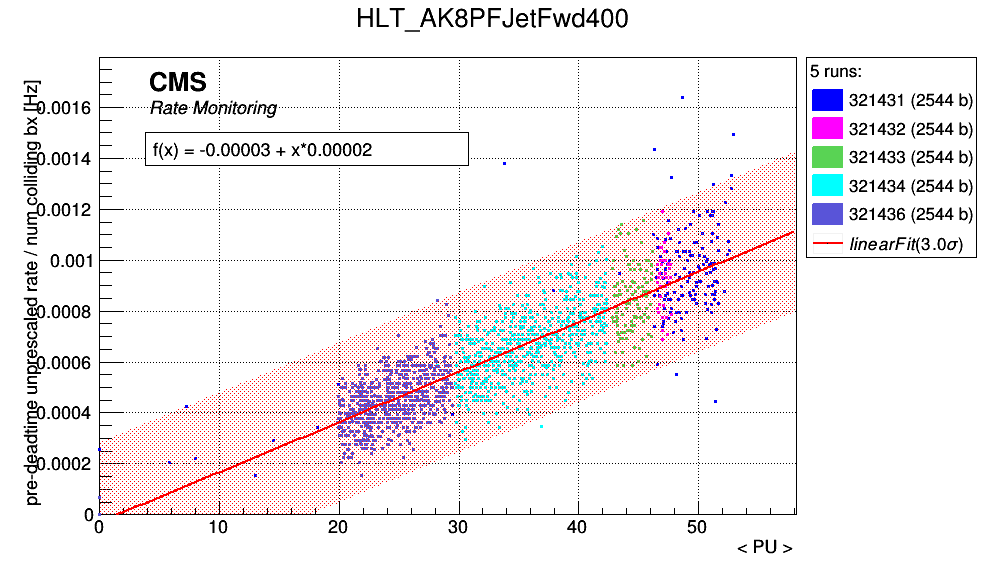 HLT_AK8PFJetFwd400
CMS
Rate Monitoring
f(x) = -0.00003 + x*0.00002
pre-deadtime unprescaled rate / num colliding bx [Hz]
0.0016
0.0014
0.0012
0.001
0.0008
0.0006
0.0004
0.0002
0
0 10 20 30 40 50
< PU >
5 runs:
321431 (2544 b)
321432 (2544 b)
321433 (2544 b)
321434 (2544 b)
321436 (2544 b)
linearFit(3.0σ)